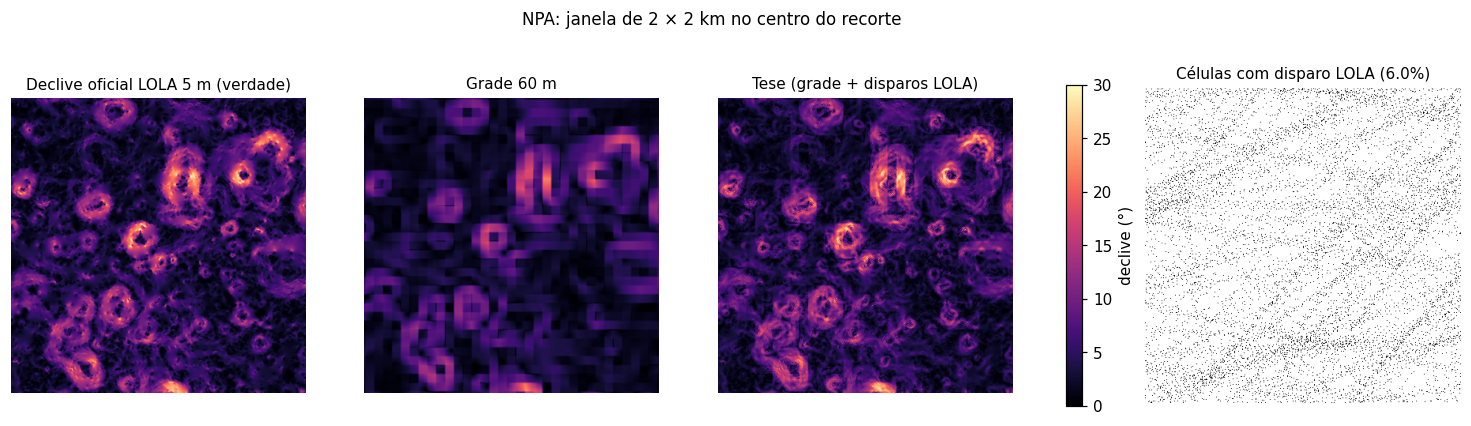 NPA: janela de 2 × 2 km no centro do recorte
Declive oficial LOLA 5 m (verdade)
Grade 60 m
Tese (grade + disparos LOLA)
Células com disparo LOLA (6.0%)
30
25
20
15
10
5
0
declive (°)